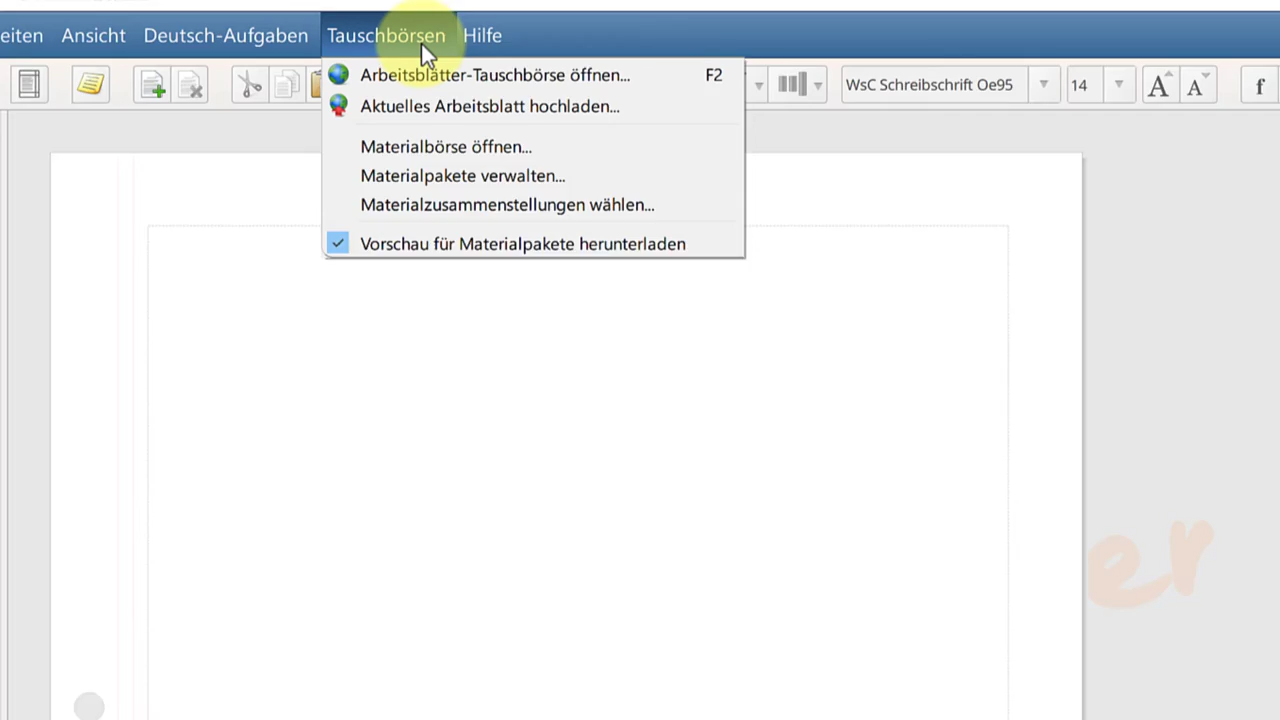 eiten Ansicht Deutsch-Aufgaben Tauschbörsen Hilfe
WsC Schreibschrift Oe95 14 A A f
Arbeitsblätter-Tauschbörse öffnen... F2
Aktuelles Arbeitsblatt hochladen...
Materialbörse öffnen...
Materialpakete verwalten...
Materialzusammenstellungen wählen...
Vorschau für Materialpakete herunterladen
er